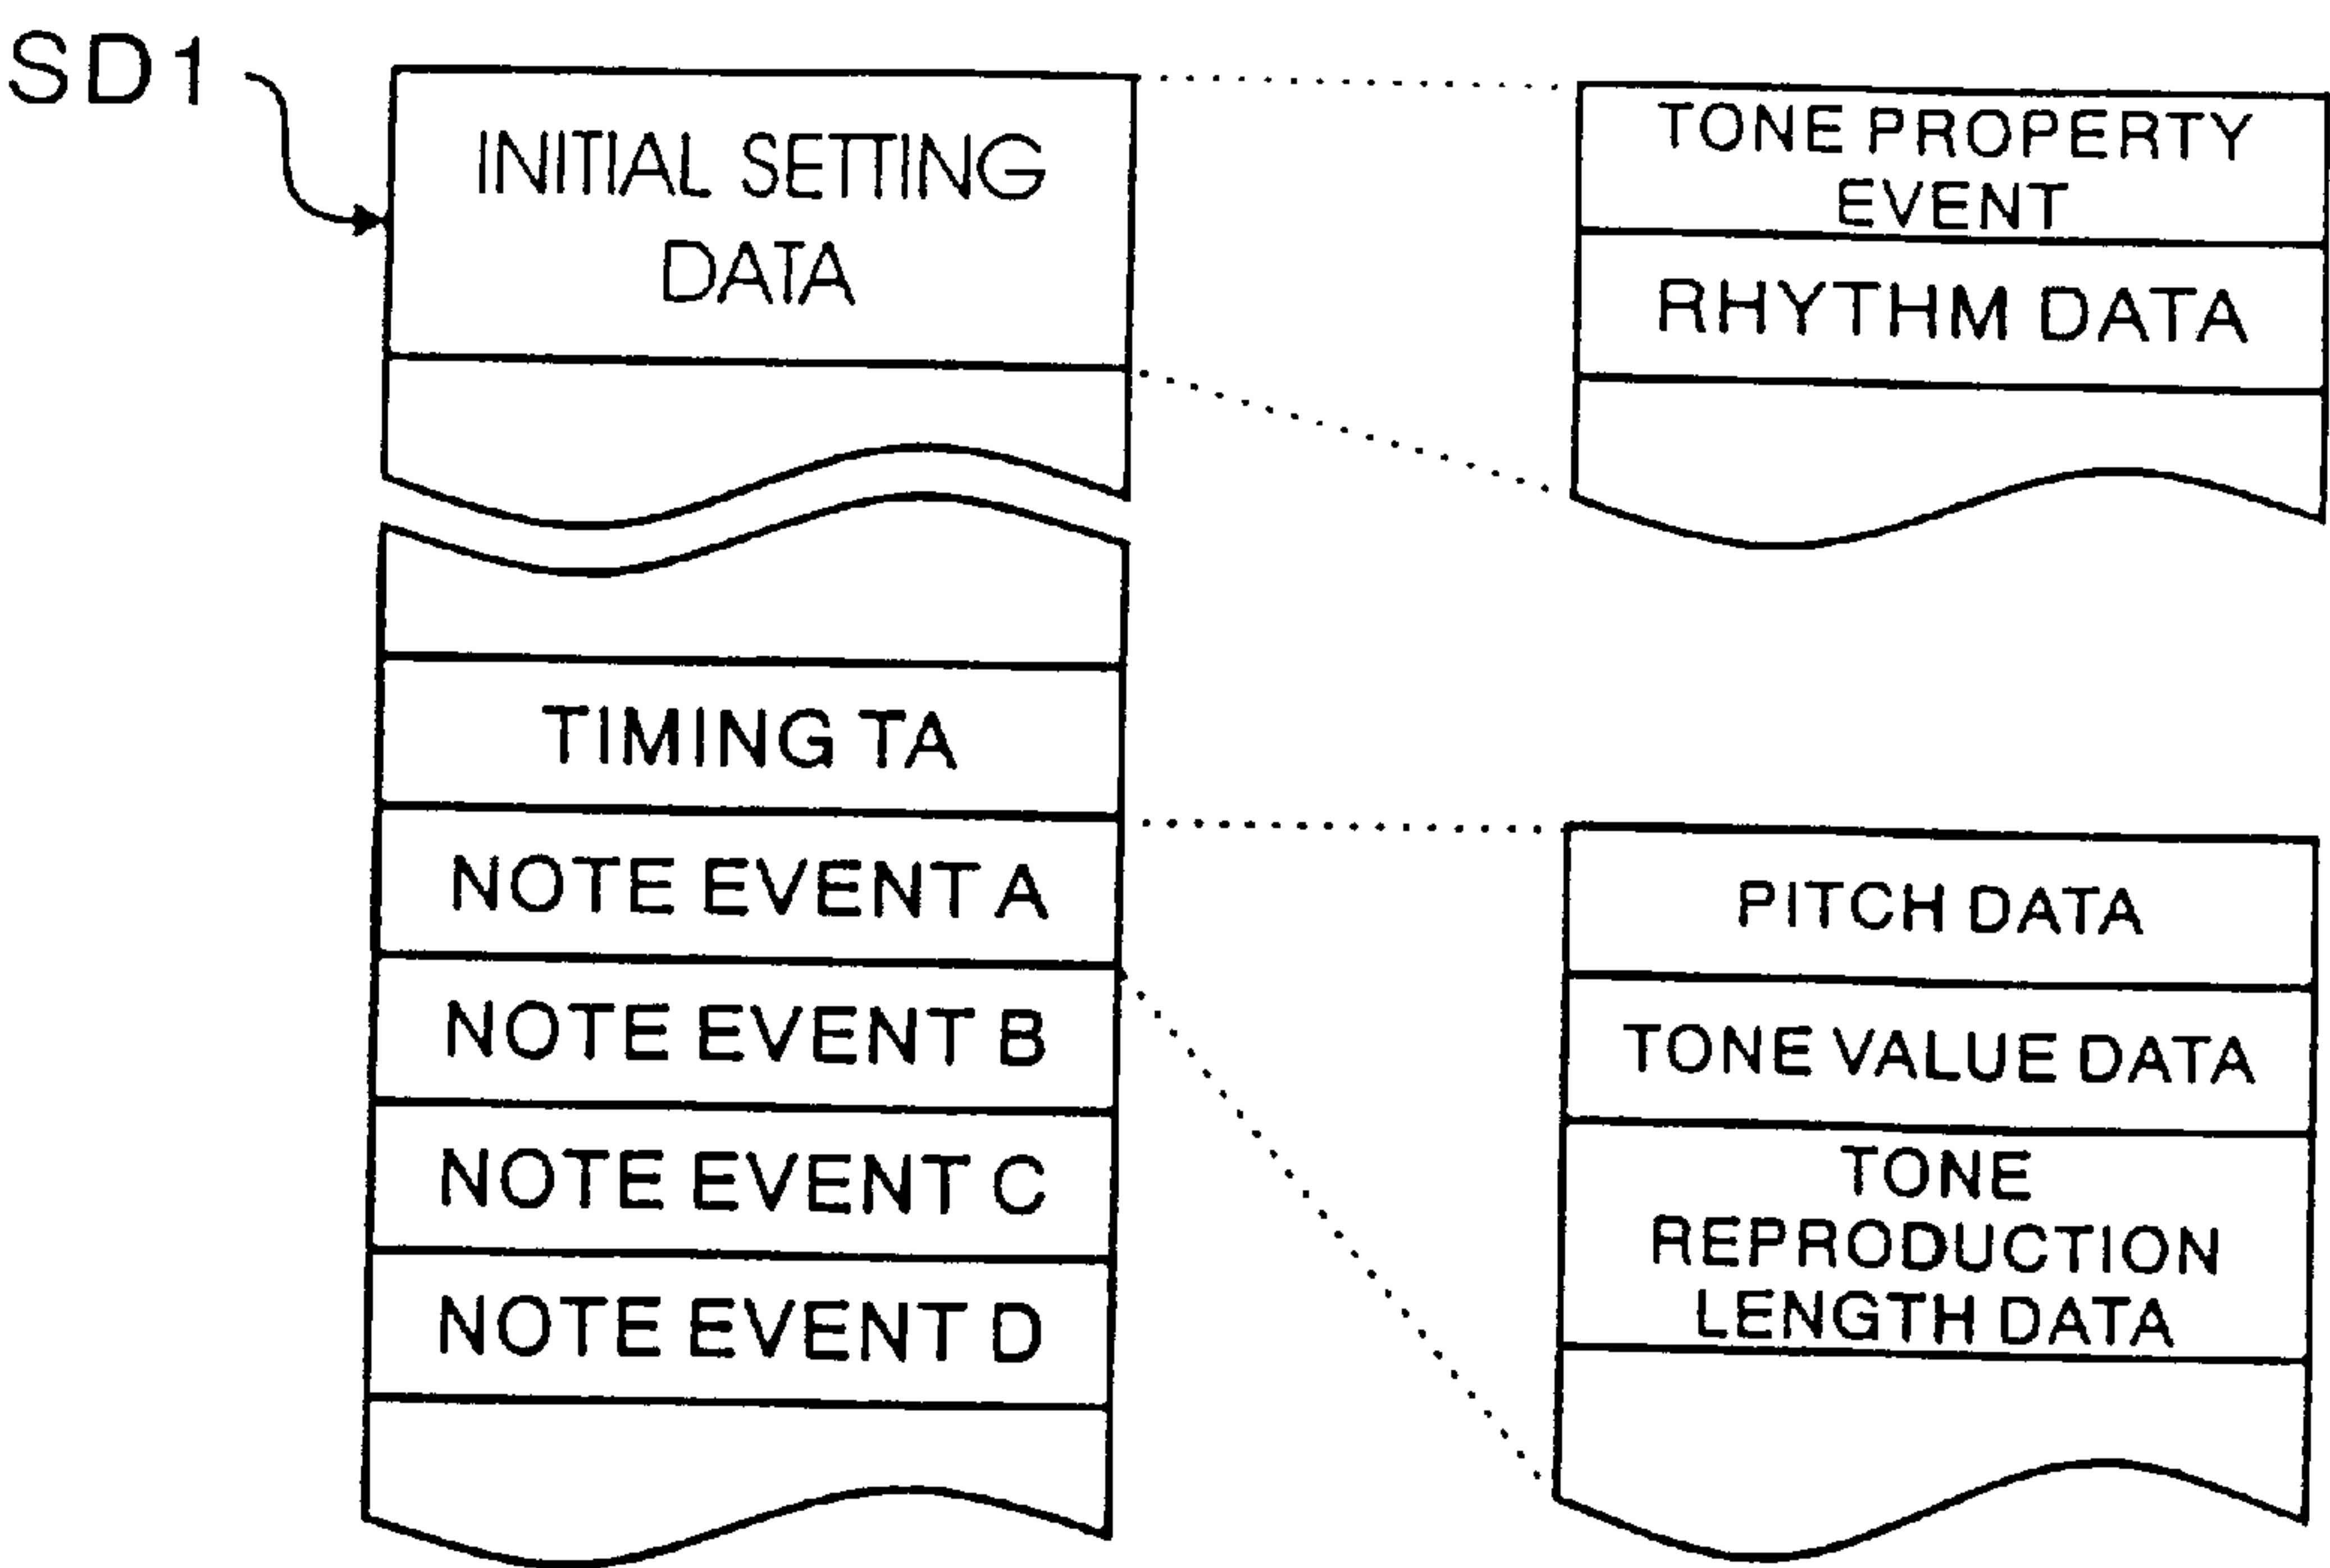 SD1
INITIAL SETTING
DATA
TONE PROPERTY
EVENT
RHYTHM DATA
TIMING TA
NOTE EVENT A
NOTE EVENT B
NOTE EVENT C
NOTE EVENT D
PITCH DATA
TONE VALUE DATA
TONE
REPRODUCTION
LENGTH DATA